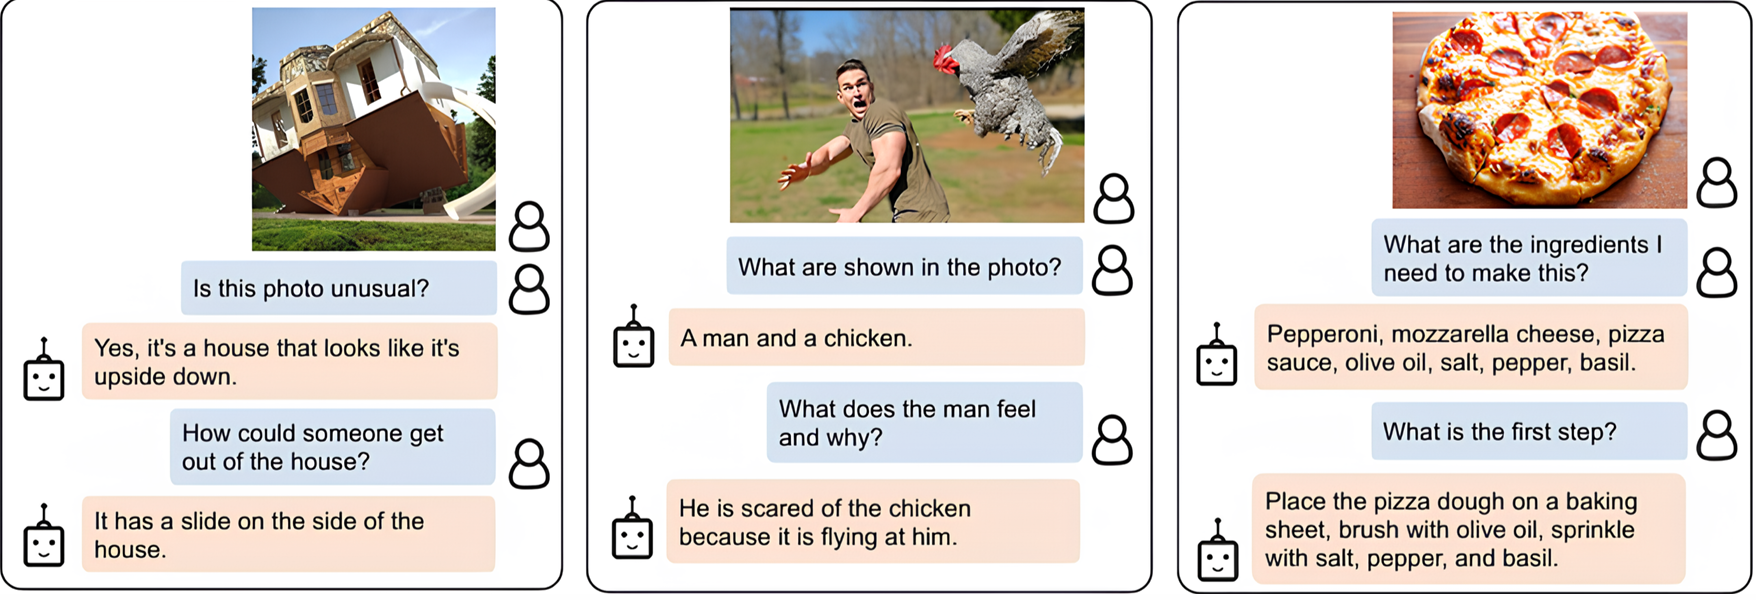 Is this photo unusual?
Yes, it's a house that looks like it's
upside down.
How could someone get
out of the house?
It has a slide on the side of the
house.
What are shown in the photo?
A man and a chicken.
What does the man feel
and why?
He is scared of the chicken
because it is flying at him.
What are the ingredients I
need to make this?
Pepperoni, mozzarella cheese, pizza
sauce, olive oil, salt, pepper, basil.
What is the first step?
Place the pizza dough on a baking
sheet, brush with olive oil, sprinkle
with salt, pepper, and basil.